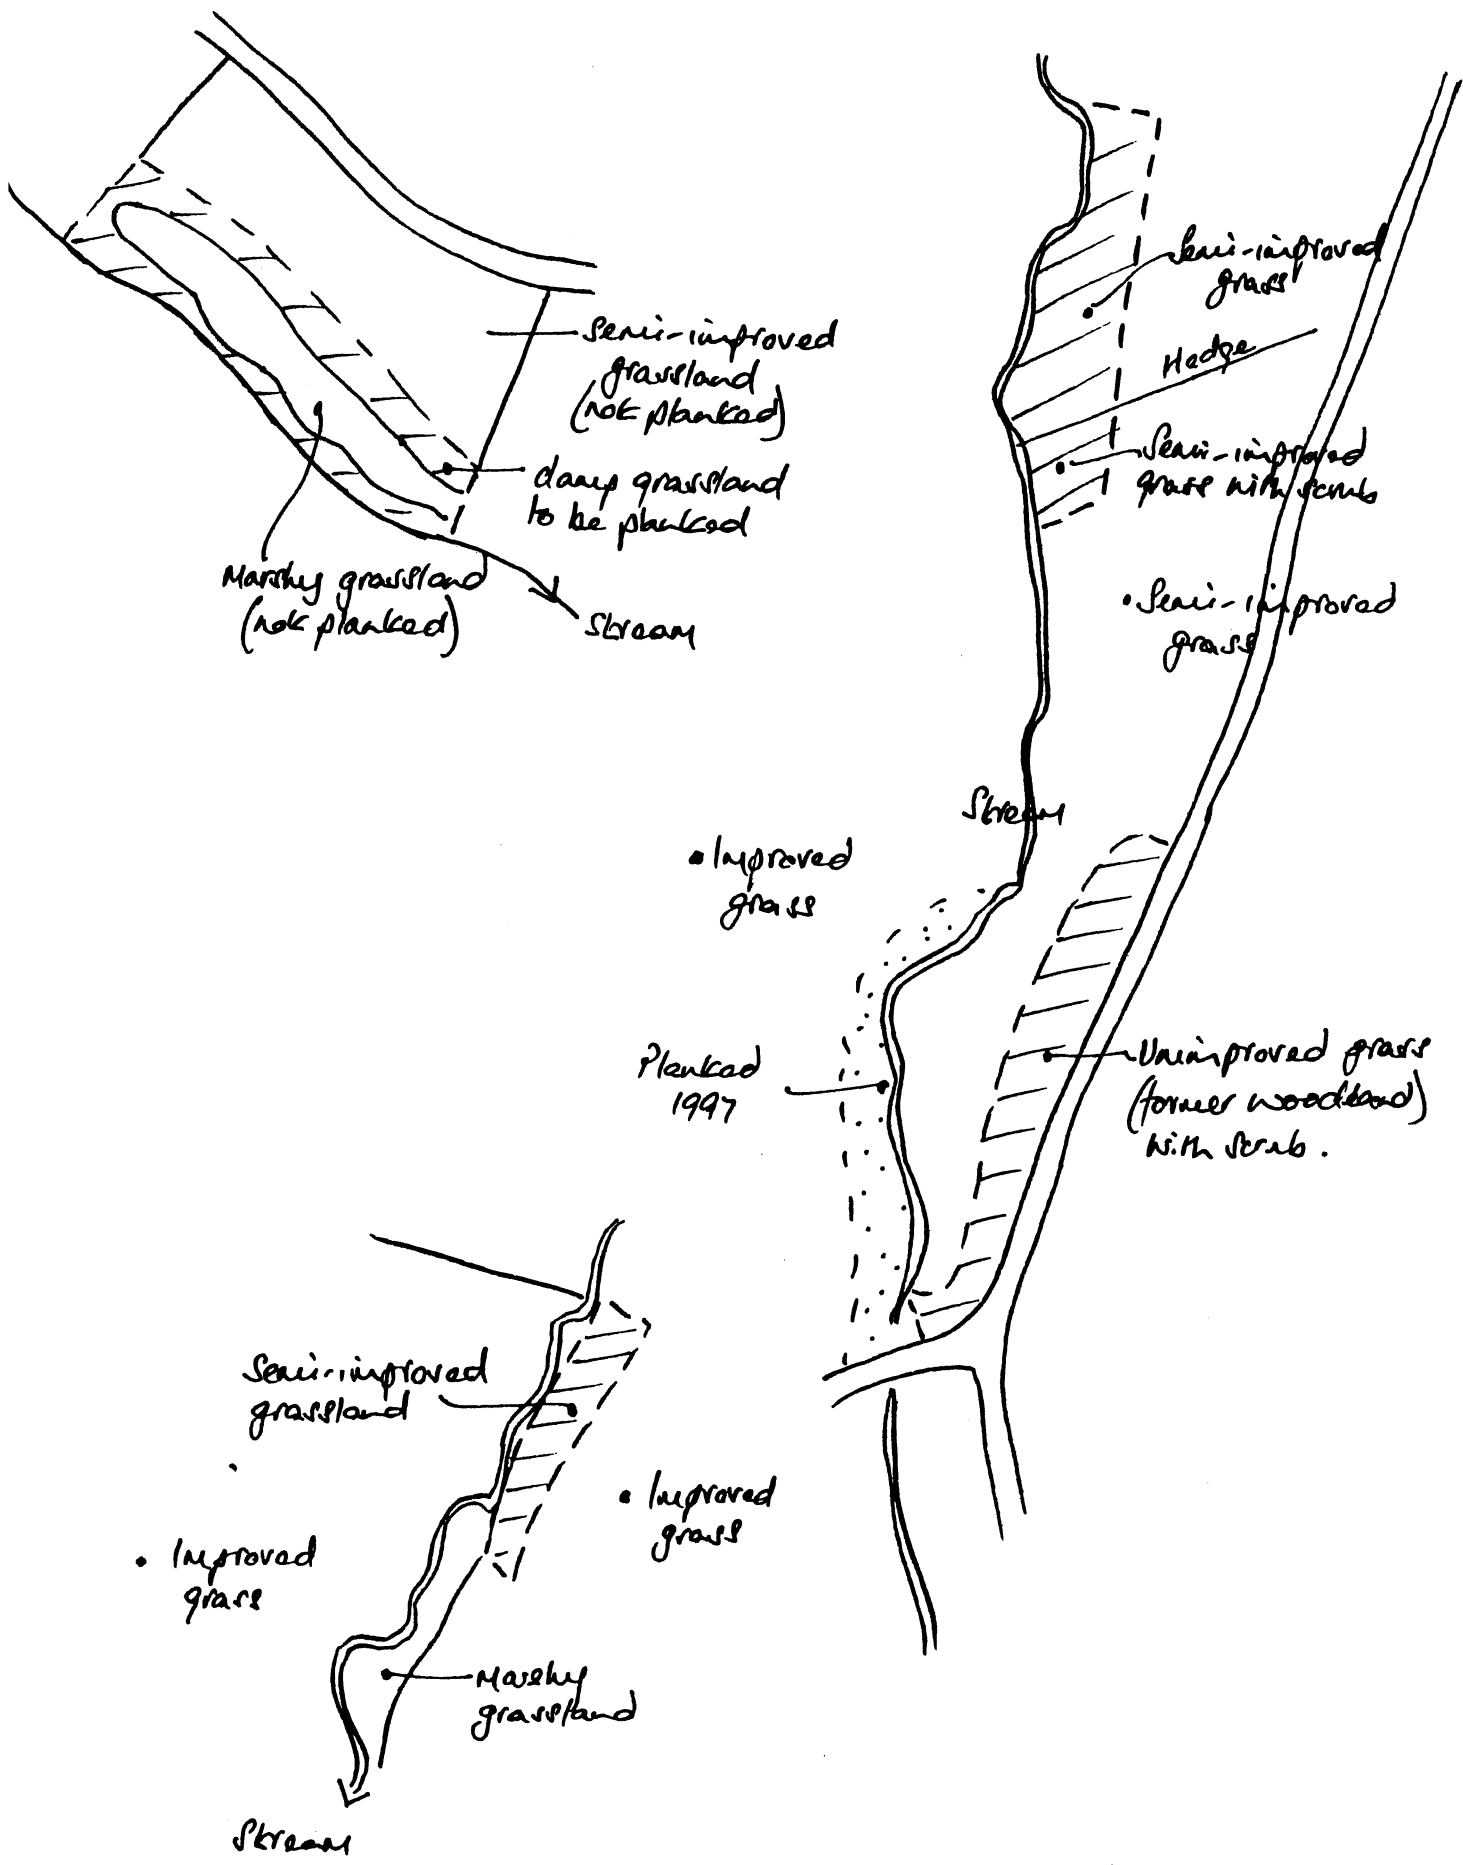 Semi-improved
grassland
(not planted)
damp grassland
to be planted
Marshy grassland
(not planted)
Stream
Semi-improved
grass
Hedge
Semi-improved
grass with scrub
Semi-improved
grass
Stream
Improved
grass
Planted
1997
Unimproved grass
(former woodland)
with scrub.
Semi-improved
grassland
Improved
grass
Improved
grass
Marshy
grassland
Stream